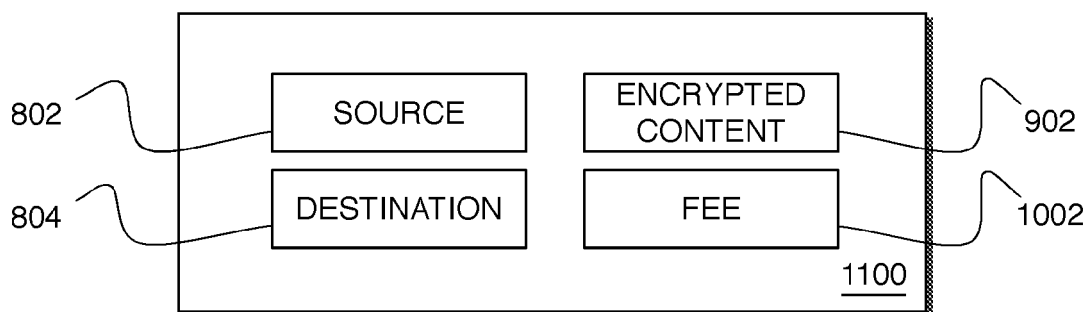 802
SOURCE
ENCRYPTED
CONTENT
902
804
DESTINATION
FEE
1002
1100